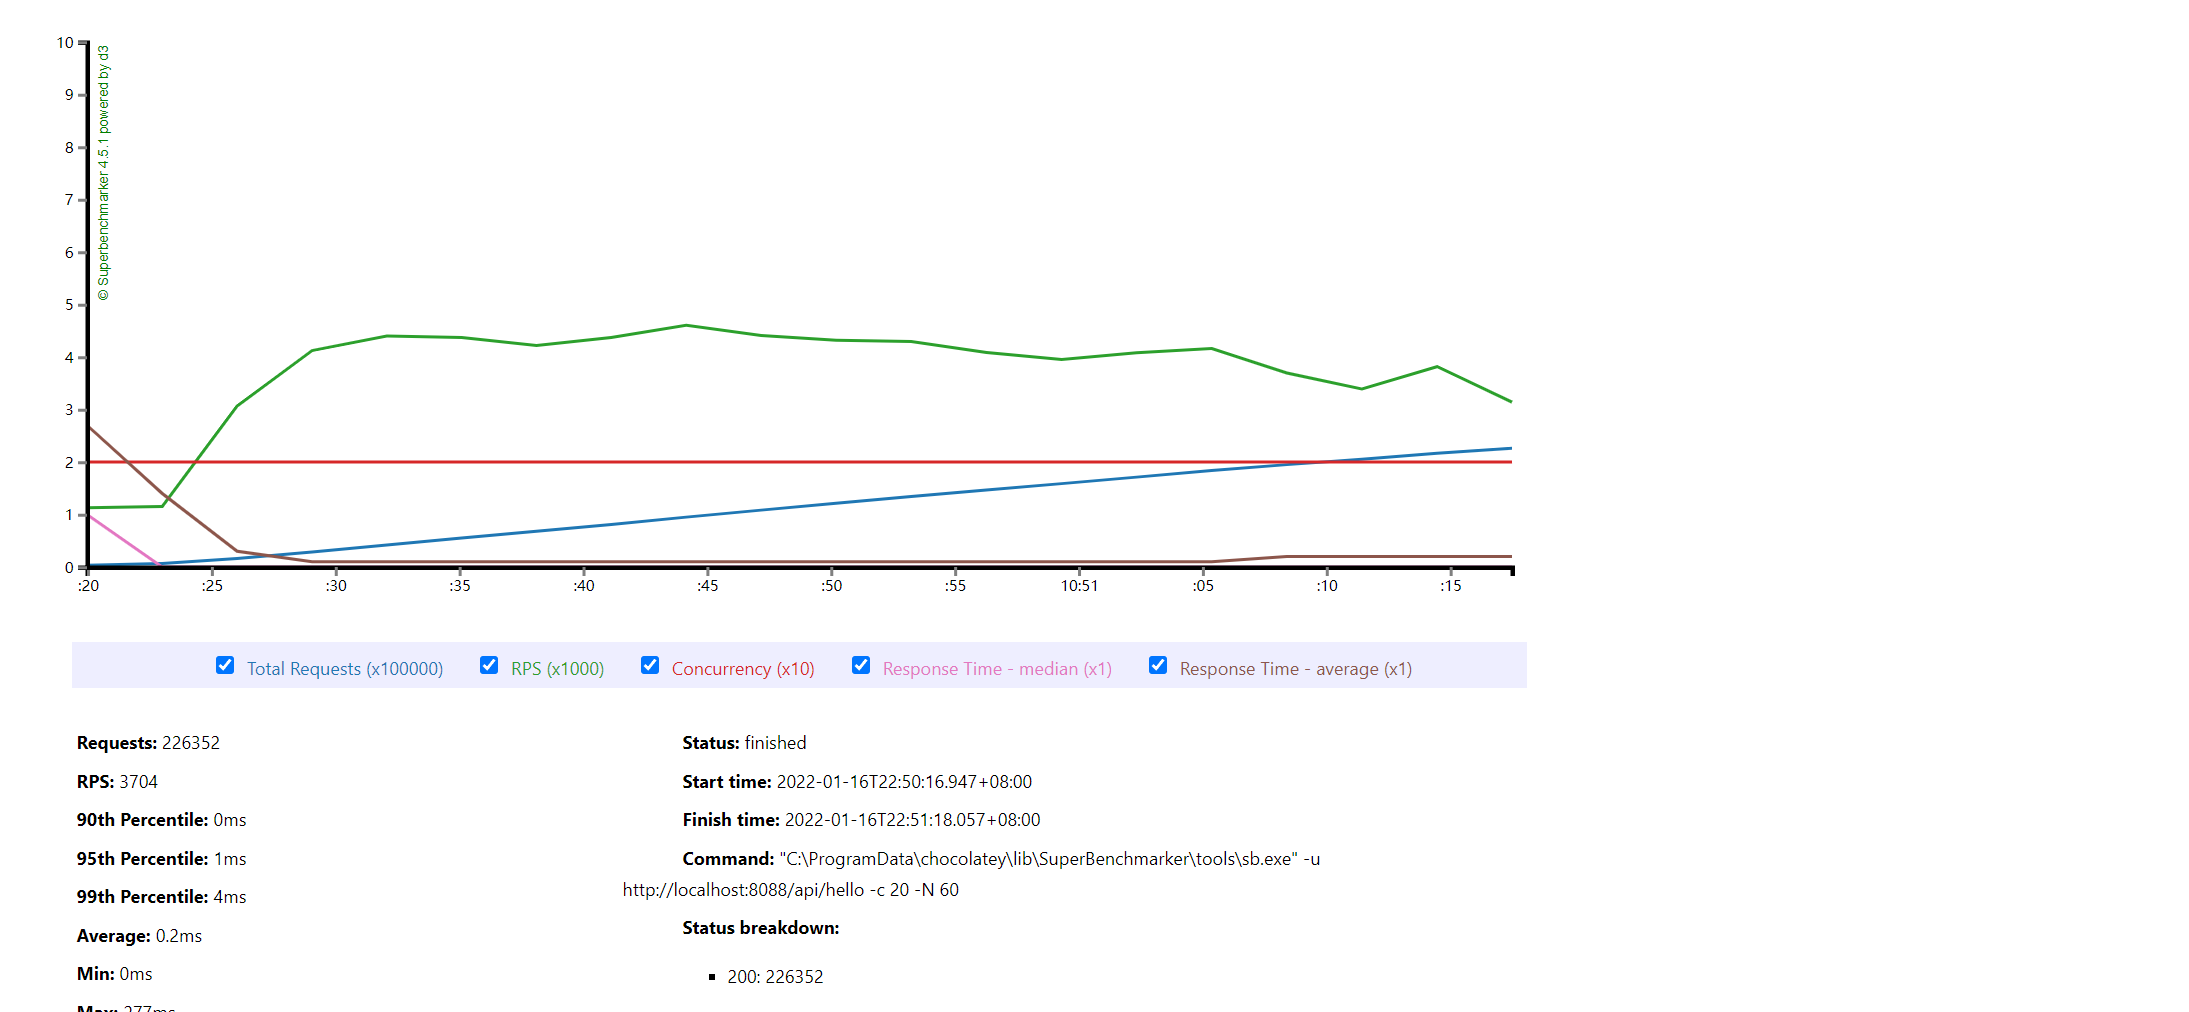 10
9
8
7
6
5
4
3
2
1
0
© Superbenchmarker 4.5.1 powered by d3
:20 :25 :30 :35 :40 :45 :50 :55 10:51 :05 :10 :15
Total Requests (x100000) RPS (x1000) Concurrency (x10) Response Time - median (x1) Response Time - average (x1)
Requests: 226352
RPS: 3704
90th Percentile: 0ms
95th Percentile: 1ms
99th Percentile: 4ms
Average: 0.2ms
Min: 0ms
Max: 277ms
Status: finished
Start time: 2022-01-16T22:50:16.947+08:00
Finish time: 2022-01-16T22:51:18.057+08:00
Command: "C:\ProgramData\chocolatey\lib\SuperBenchmarker\tools\sb.exe" -u
http://localhost:8088/api/hello -c 20 -N 60
Status breakdown:
200: 226352